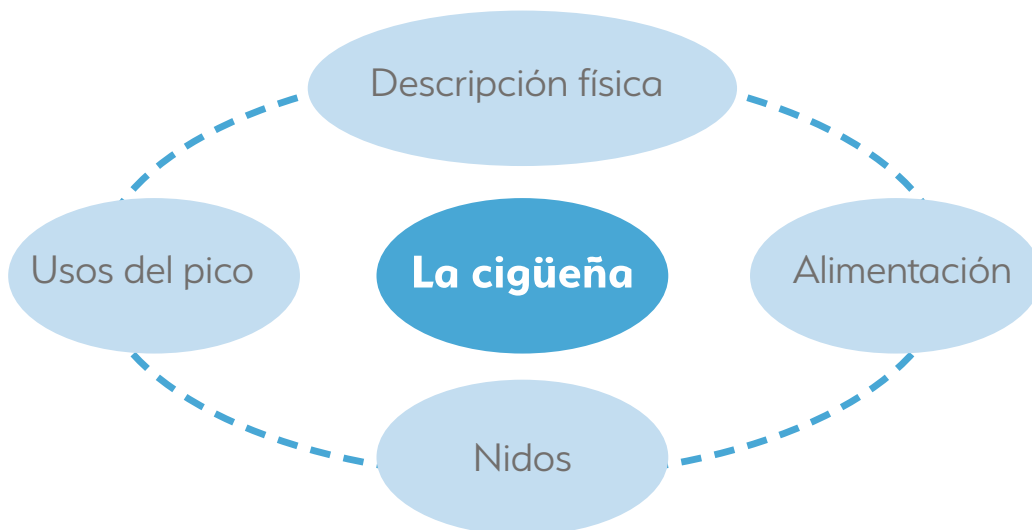 Descripción física
Usos del pico
La cigüeña
Alimentación
Nidos